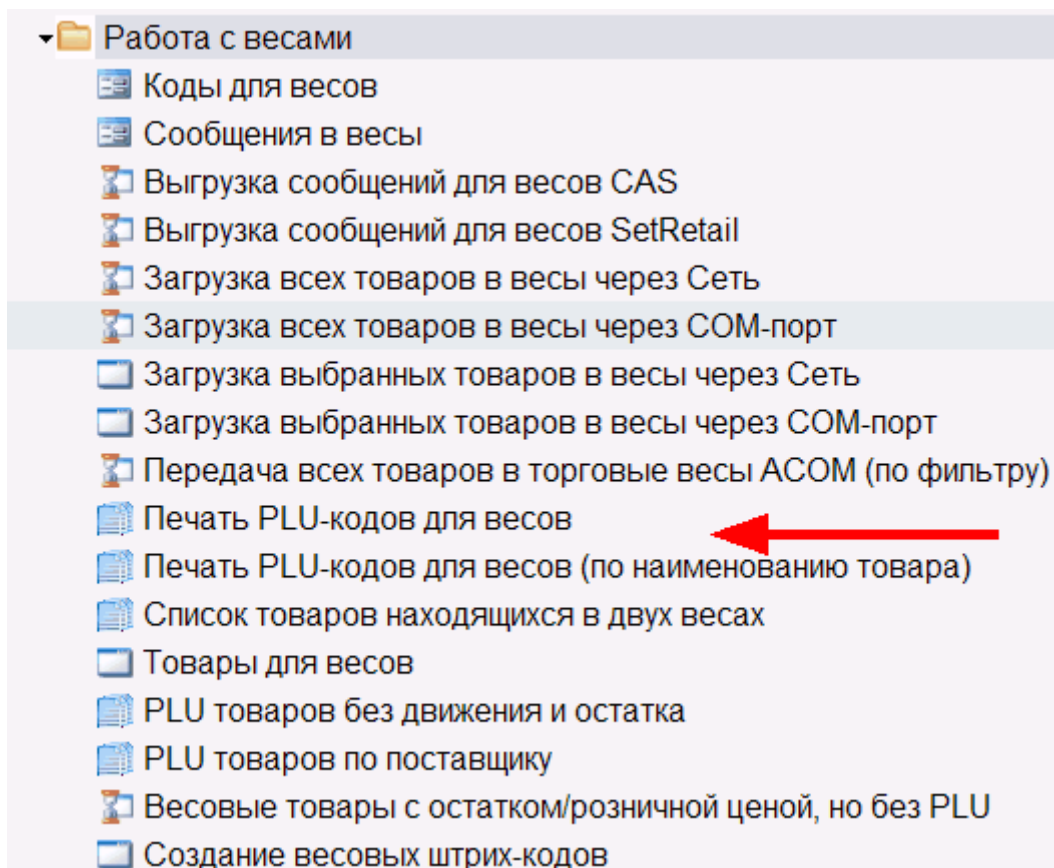 Работа с весами
Коды для весов
Сообщения в весы
Выгрузка сообщений для весов CAS
Выгрузка сообщений для весов SetRetail
Загрузка всех товаров в весы через Сеть
Загрузка всех товаров в весы через COM-порт
Загрузка выбранных товаров в весы через Сеть
Загрузка выбранных товаров в весы через COM-порт
Передача всех товаров в торговые весы ACOM (по фильтру)
Печать PLU-кодов для весов
Печать PLU-кодов для весов (по наименованию товара)
Список товаров находящихся в двух весах
Товары для весов
PLU товаров без движения и остатка
PLU товаров по поставщику
Весовые товары с остатком/розничной ценой, но без PLU
Создание весовых штрих-кодов